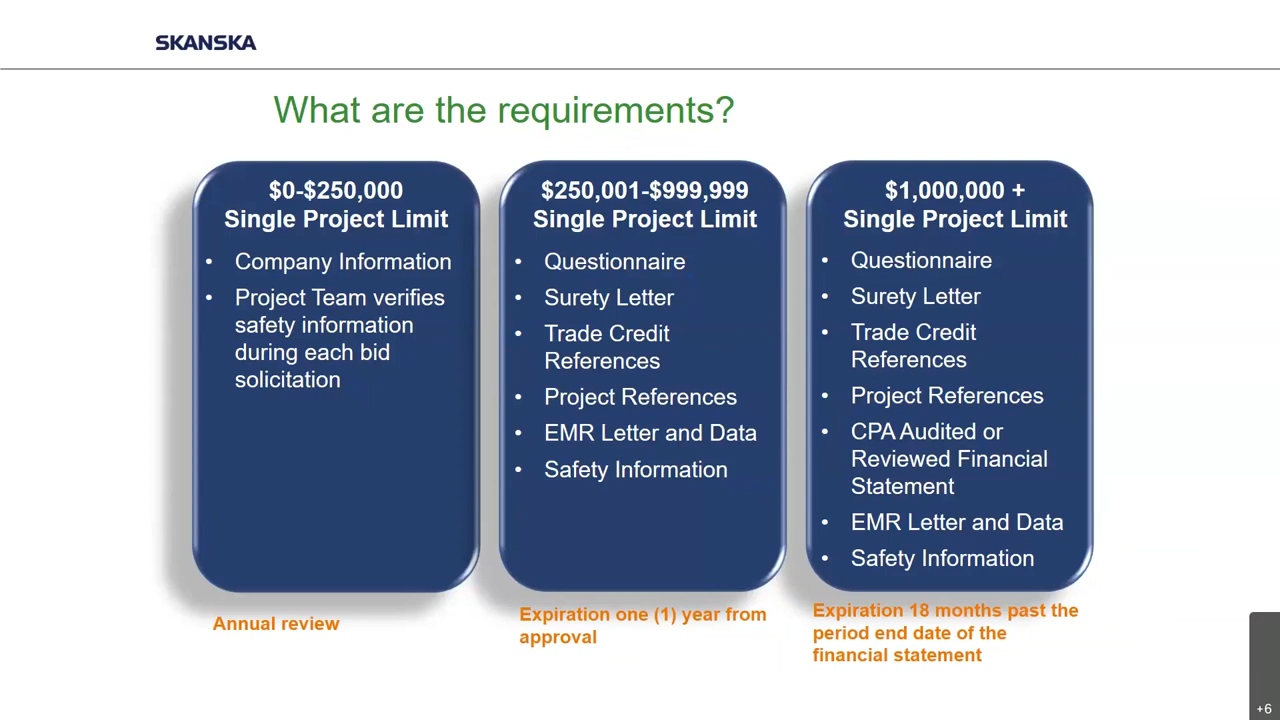 SKANSKA
What are the requirements?
$0-$250,000
Single Project Limit
• Company Information
• Project Team verifies
safety information
during each bid
solicitation
Annual review
$250,001-$999,999
Single Project Limit
• Questionnaire
• Surety Letter
• Trade Credit
References
• Project References
• EMR Letter and Data
• Safety Information
Expiration one (1) year from
approval
$1,000,000 +
Single Project Limit
• Questionnaire
• Surety Letter
• Trade Credit
References
• Project References
• CPA Audited or
Reviewed Financial
Statement
• EMR Letter and Data
• Safety Information
Expiration 18 months past the
period end date of the
financial statement
+6